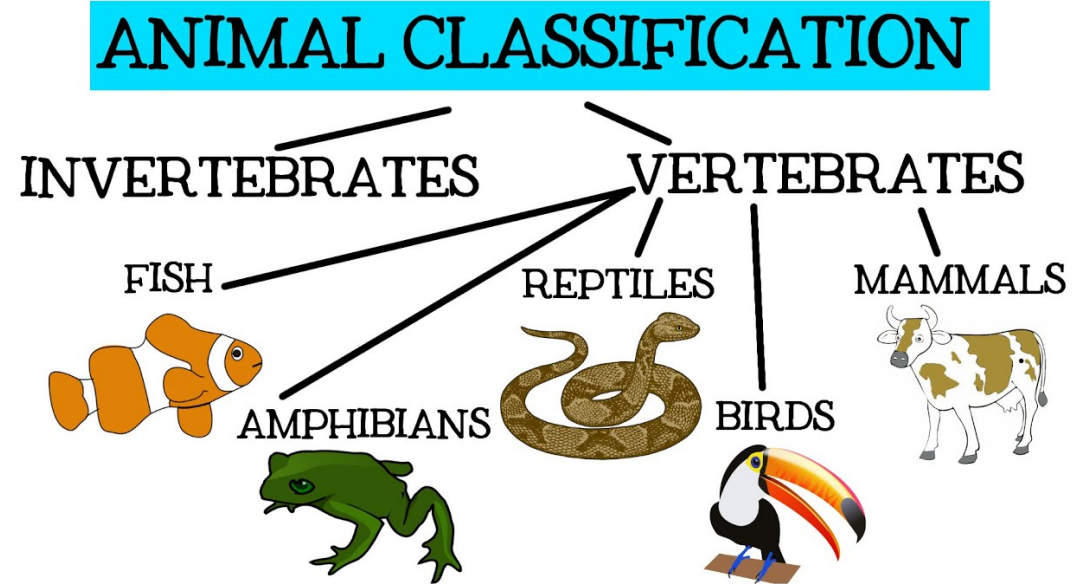 ANIMAL CLASSIFICATION
INVERTEBRATES
VERTEBRATES
FISH
REPTILES
MAMMALS
AMPHIBIANS
BIRDS